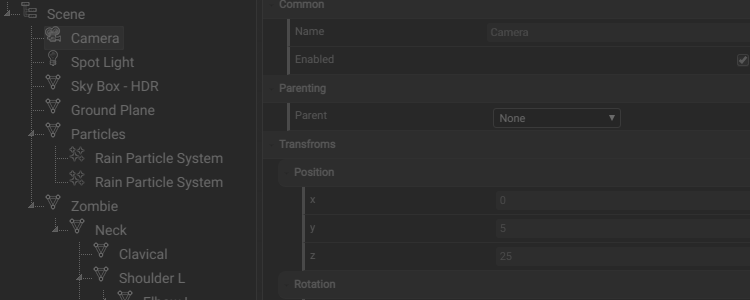 Scene
Camera
Spot Light
Sky Box - HDR
Ground Plane
Particles
Rain Particle System
Rain Particle System
Zombie
Neck
Clavical
Shoulder L
Elbow L
Common
Name Camera
Enabled
Parenting
Parent None
Transfroms
Position
x 0
y 5
z 25
Rotation